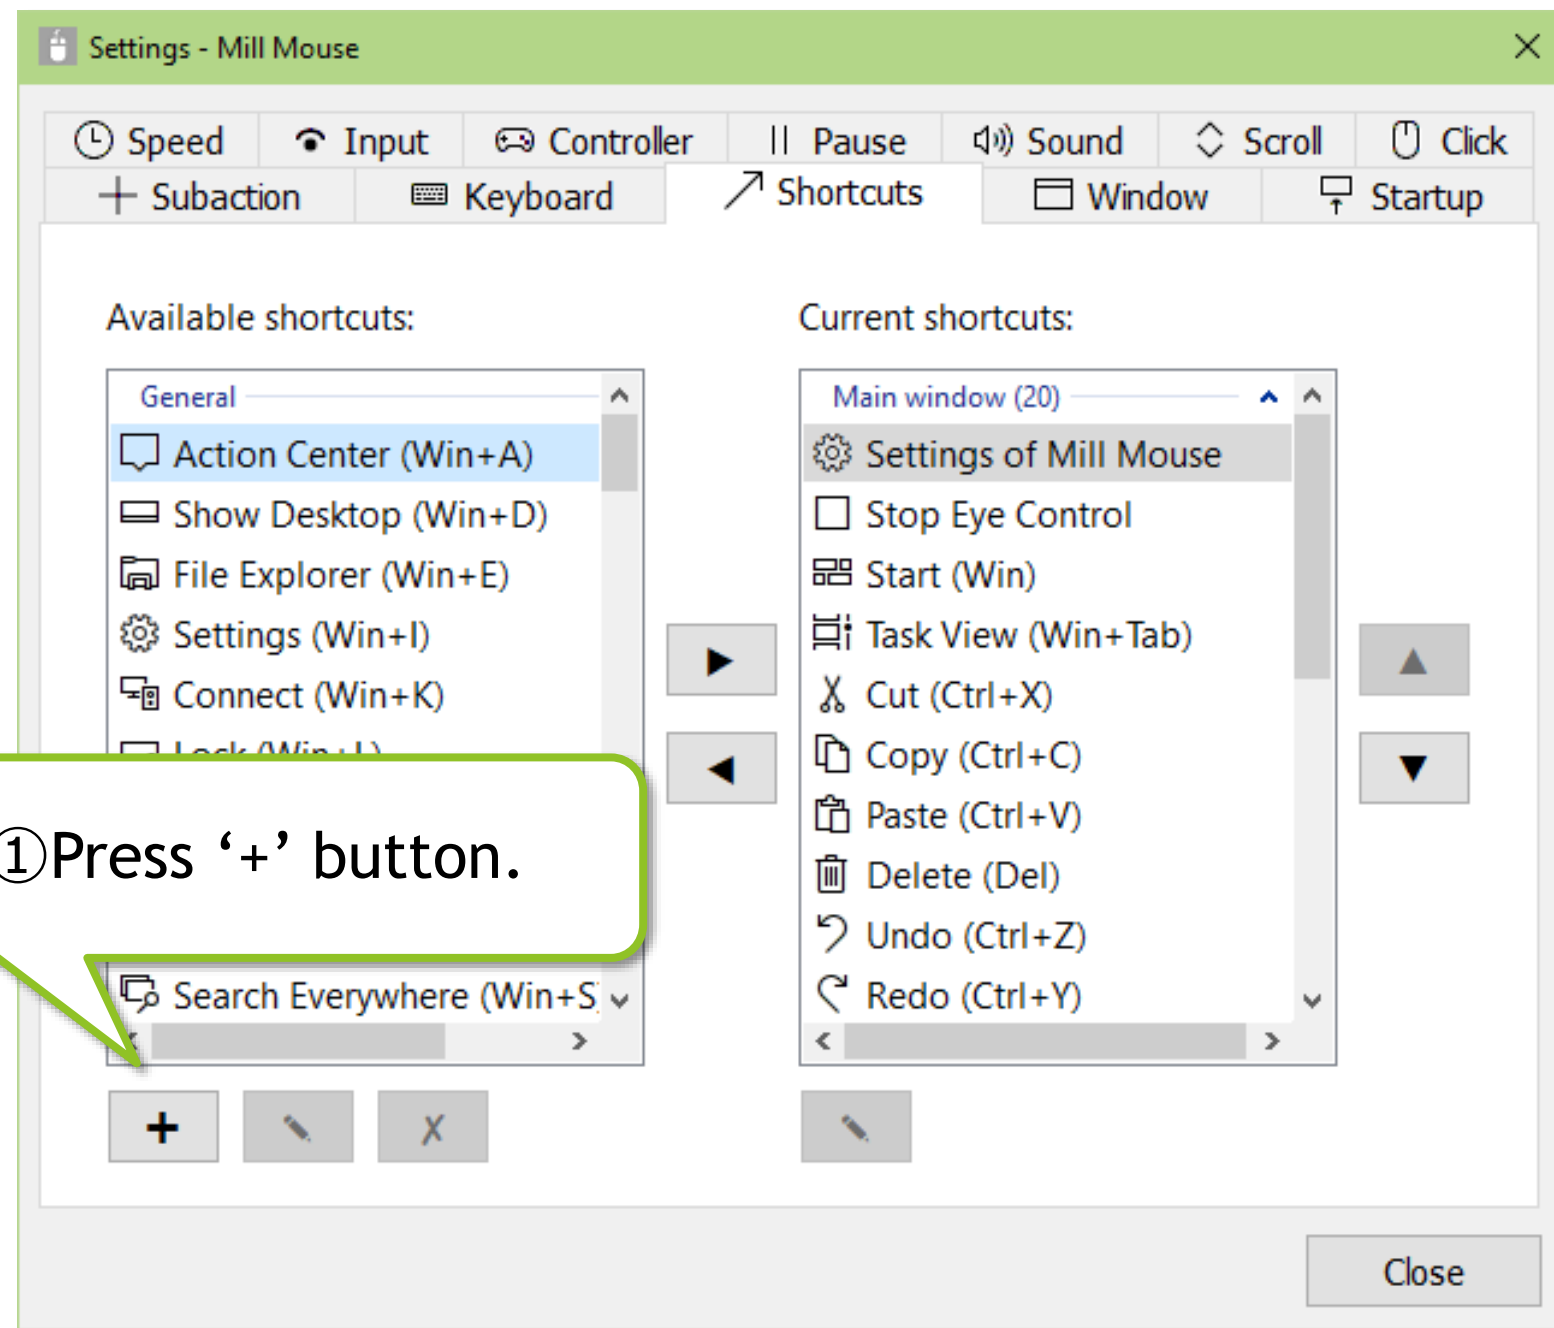 Settings - Mill Mouse
Speed Input Controller Pause Sound Scroll Click
Subaction Keyboard Shortcuts Window Startup
Available shortcuts:
General
Action Center (Win+A)
Show Desktop (Win+D)
File Explorer (Win+E)
Settings (Win+I)
Connect (Win+K)
Lock (Win+L)
①Press ‘+’ button.
Search Everywhere (Win+S)
Current shortcuts:
Main window (20)
Settings of Mill Mouse
Stop Eye Control
Start (Win)
Task View (Win+Tab)
Cut (Ctrl+X)
Copy (Ctrl+C)
Paste (Ctrl+V)
Delete (Del)
Undo (Ctrl+Z)
Redo (Ctrl+Y)
Close